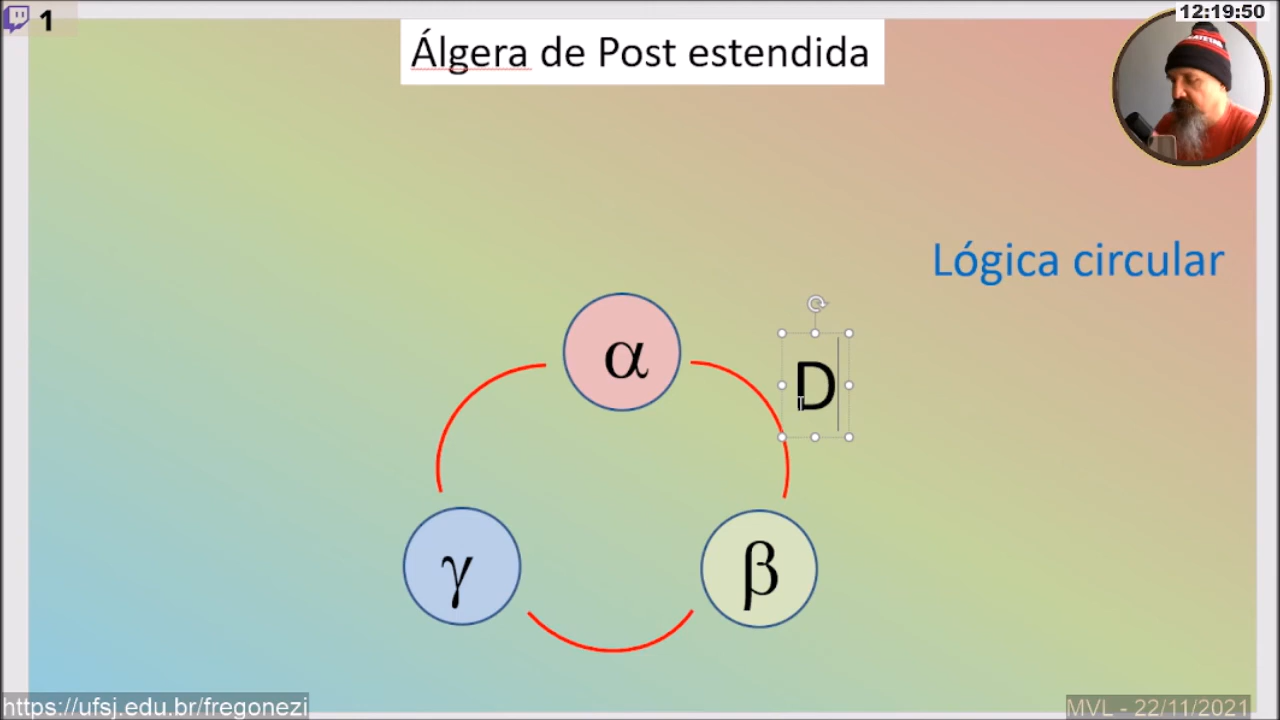 1
12:19:50
Álgera de Post estendida
Lógica circular
α
D
γ
β
https://ufsj.edu.br/fregonezi
MVL - 22/11/2021